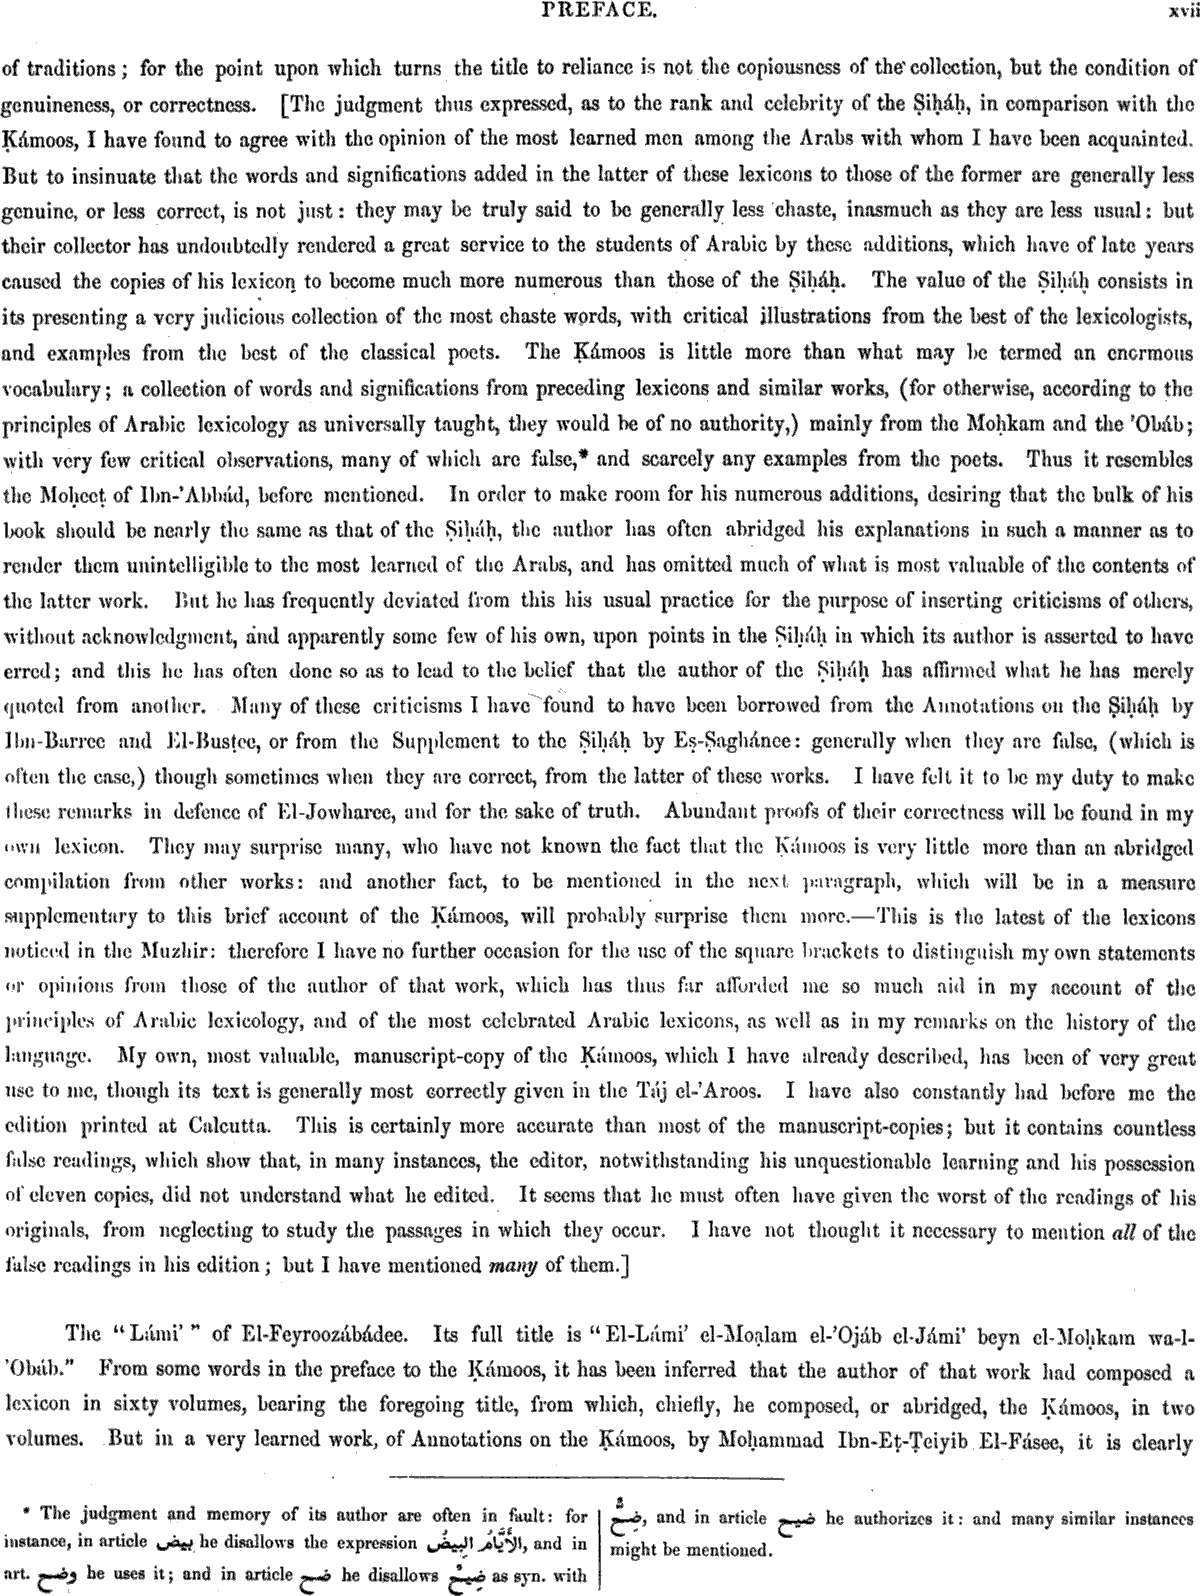 PREFACE. xvii
of traditions; for the point upon which turns the title to reliance is not the copiousness of the collection, but the condition of
genuineness, or correctness. [The judgment thus expressed, as to the rank and celebrity of the Ṣiḥáḥ, in comparison with the
Ḳámoos, I have found to agree with the opinion of the most learned men among the Arabs with whom I have been acquainted.
But to insinuate that the words and significations added in the latter of these lexicons to those of the former are generally less
genuine, or less correct, is not just: they may be truly said to be generally less chaste, inasmuch as they are less usual: but
their collector has undoubtedly rendered a great service to the students of Arabic by these additions, which have of late years
caused the copies of his lexicon to become much more numerous than those of the Ṣiḥáḥ. The value of the Ṣiḥáḥ consists in
its presenting a very judicious collection of the most chaste words, with critical illustrations from the best of the lexicologists,
and examples from the best of the classical poets. The Ḳámoos is little more than what may be termed an enormous
vocabulary; a collection of words and significations from preceding lexicons and similar works, (for otherwise, according to the
principles of Arabic lexicology as universally taught, they would be of no authority,) mainly from the Moḥkam and the 'Obáb;
with very few critical observations, many of which are false,* and scarcely any examples from the poets. Thus it resembles
the Moḥeeṭ of Ibn-'Abbád, before mentioned. In order to make room for his numerous additions, desiring that the bulk of his
book should be nearly the same as that of the Ṣiḥáḥ, the author has often abridged his explanations in such a manner as to
render them unintelligible to the most learned of the Arabs, and has omitted much of what is most valuable of the contents of
the latter work. But he has frequently deviated from this his usual practice for the purpose of inserting criticisms of others,
without acknowledgment, and apparently some few of his own, upon points in the Ṣiḥáḥ in which its author is asserted to have
erred; and this he has often done so as to lead to the belief that the author of the Ṣiḥáḥ has affirmed what he has merely
quoted from another. Many of these criticisms I have found to have been borrowed from the Annotations on the Ṣiḥáḥ by
Ibn-Barree and El-Busṭee, or from the Supplement to the Ṣiḥáḥ by Eṣ-Ṣaghánee: generally when they are false, (which is
often the case,) though sometimes when they are correct, from the latter of these works. I have felt it to be my duty to make
these remarks in defence of El-Jowharee, and for the sake of truth. Abundant proofs of their correctness will be found in my
own lexicon. They may surprise many, who have not known the fact that the Ḳámoos is very little more than an abridged
compilation from other works: and another fact, to be mentioned in the next paragraph, which will be in a measure
supplementary to this brief account of the Ḳámoos, will probably surprise them more.—This is the latest of the lexicons
noticed in the Muzhir: therefore I have no further occasion for the use of the square brackets to distinguish my own statements
or opinions from those of the author of that work, which has thus far afforded me so much aid in my account of the
principles of Arabic lexicology, and of the most celebrated Arabic lexicons, as well as in my remarks on the history of the
language. My own, most valuable, manuscript-copy of the Ḳámoos, which I have already described, has been of very great
use to me, though its text is generally most correctly given in the Táj el-'Aroos. I have also constantly had before me the
edition printed at Calcutta. This is certainly more accurate than most of the manuscript-copies; but it contains countless
false readings, which show that, in many instances, the editor, notwithstanding his unquestionable learning and his possession
of eleven copies, did not understand what he edited. It seems that he must often have given the worst of the readings of his
originals, from neglecting to study the passages in which they occur. I have not thought it necessary to mention all of the
false readings in his edition; but I have mentioned many of them.]
The "Lámi'" of El-Feyroozábádee. Its full title is "El-Lámi' el-Moạlam el-'Ojáb el-Jámi' beyn el-Moḥkam wa-l-
'Obáb." From some words in the preface to the Ḳámoos, it has been inferred that the author of that work had composed a
lexicon in sixty volumes, bearing the foregoing title, from which, chiefly, he composed, or abridged, the Ḳámoos, in two
volumes. But in a very learned work, of Annotations on the Ḳámoos, by Moḥammad Ibn-Eṭ-Ṭeiyib El-Fásee, it is clearly
* The judgment and memory of its author are often in fault: for
instance, in article بيض he disallows the expression الأَيَّامُ البِيضُ, and in
art. وضح he uses it; and in article ضح he disallows ضِيحٌ as syn. with
ضِحٌّ, and in article ضيح he authorizes it: and many similar instances
might be mentioned.